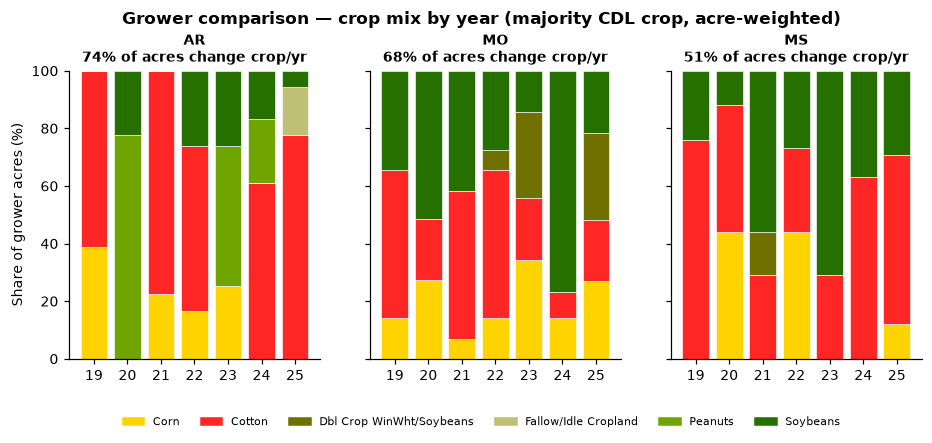 Grower comparison — crop mix by year (majority CDL crop, acre-weighted)
AR
74% of acres change crop/yr
MO
68% of acres change crop/yr
MS
51% of acres change crop/yr
Share of grower acres (%)
100
80
60
40
20
0
19 20 21 22 23 24 25
19 20 21 22 23 24 25
19 20 21 22 23 24 25
Corn Cotton Dbl Crop WinWht/Soybeans Fallow/Idle Cropland Peanuts Soybeans